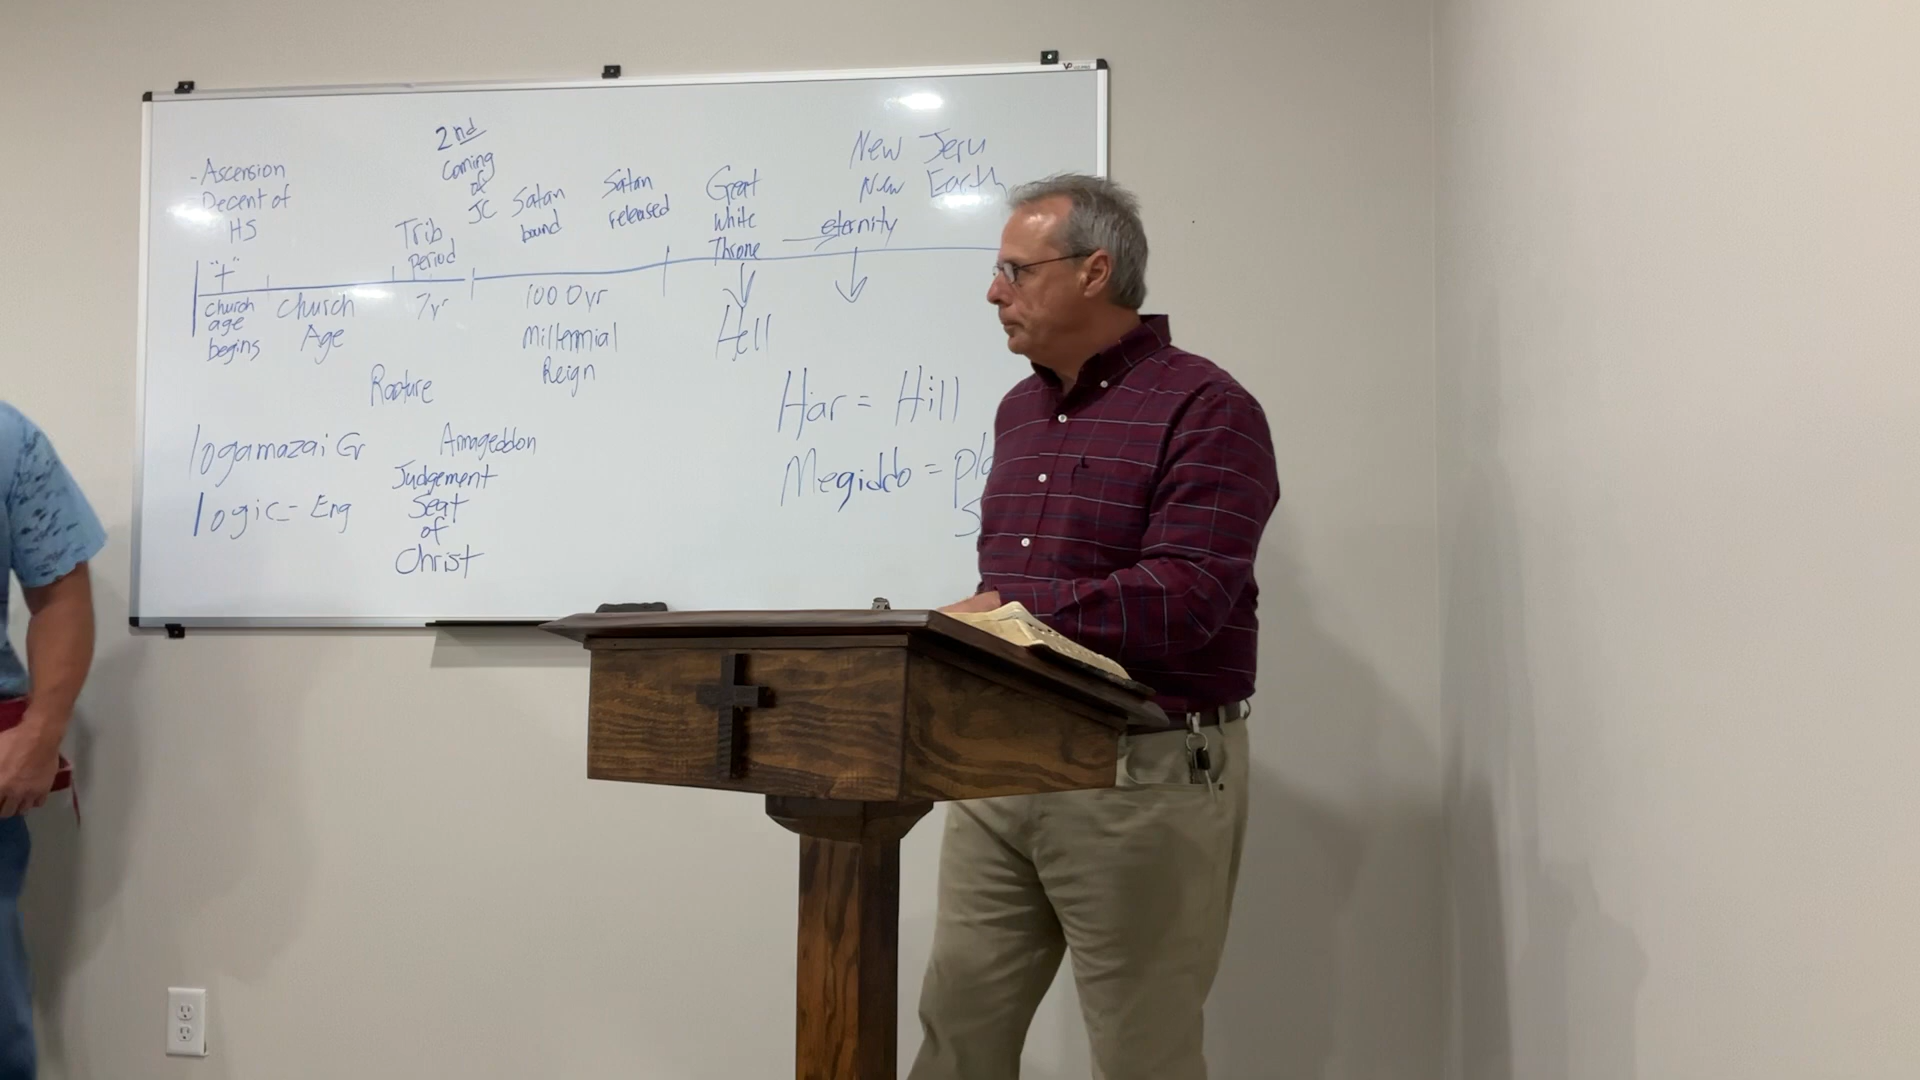 - Ascension
Decent of
HS
"†"
church
age
begins
Church
Age
Trib
Period
7yr
2nd
Coming
of
JC
Satan
bound
Satan
released
1000yr
Millennial
Reign
Great
White
Throne
Hell
New Jeru
New Earth
eternity
Rapture
logamazai Gr
logic = Eng
Armageddon
Judgement
Seat
of
Christ
Har = Hill
Megiddo =